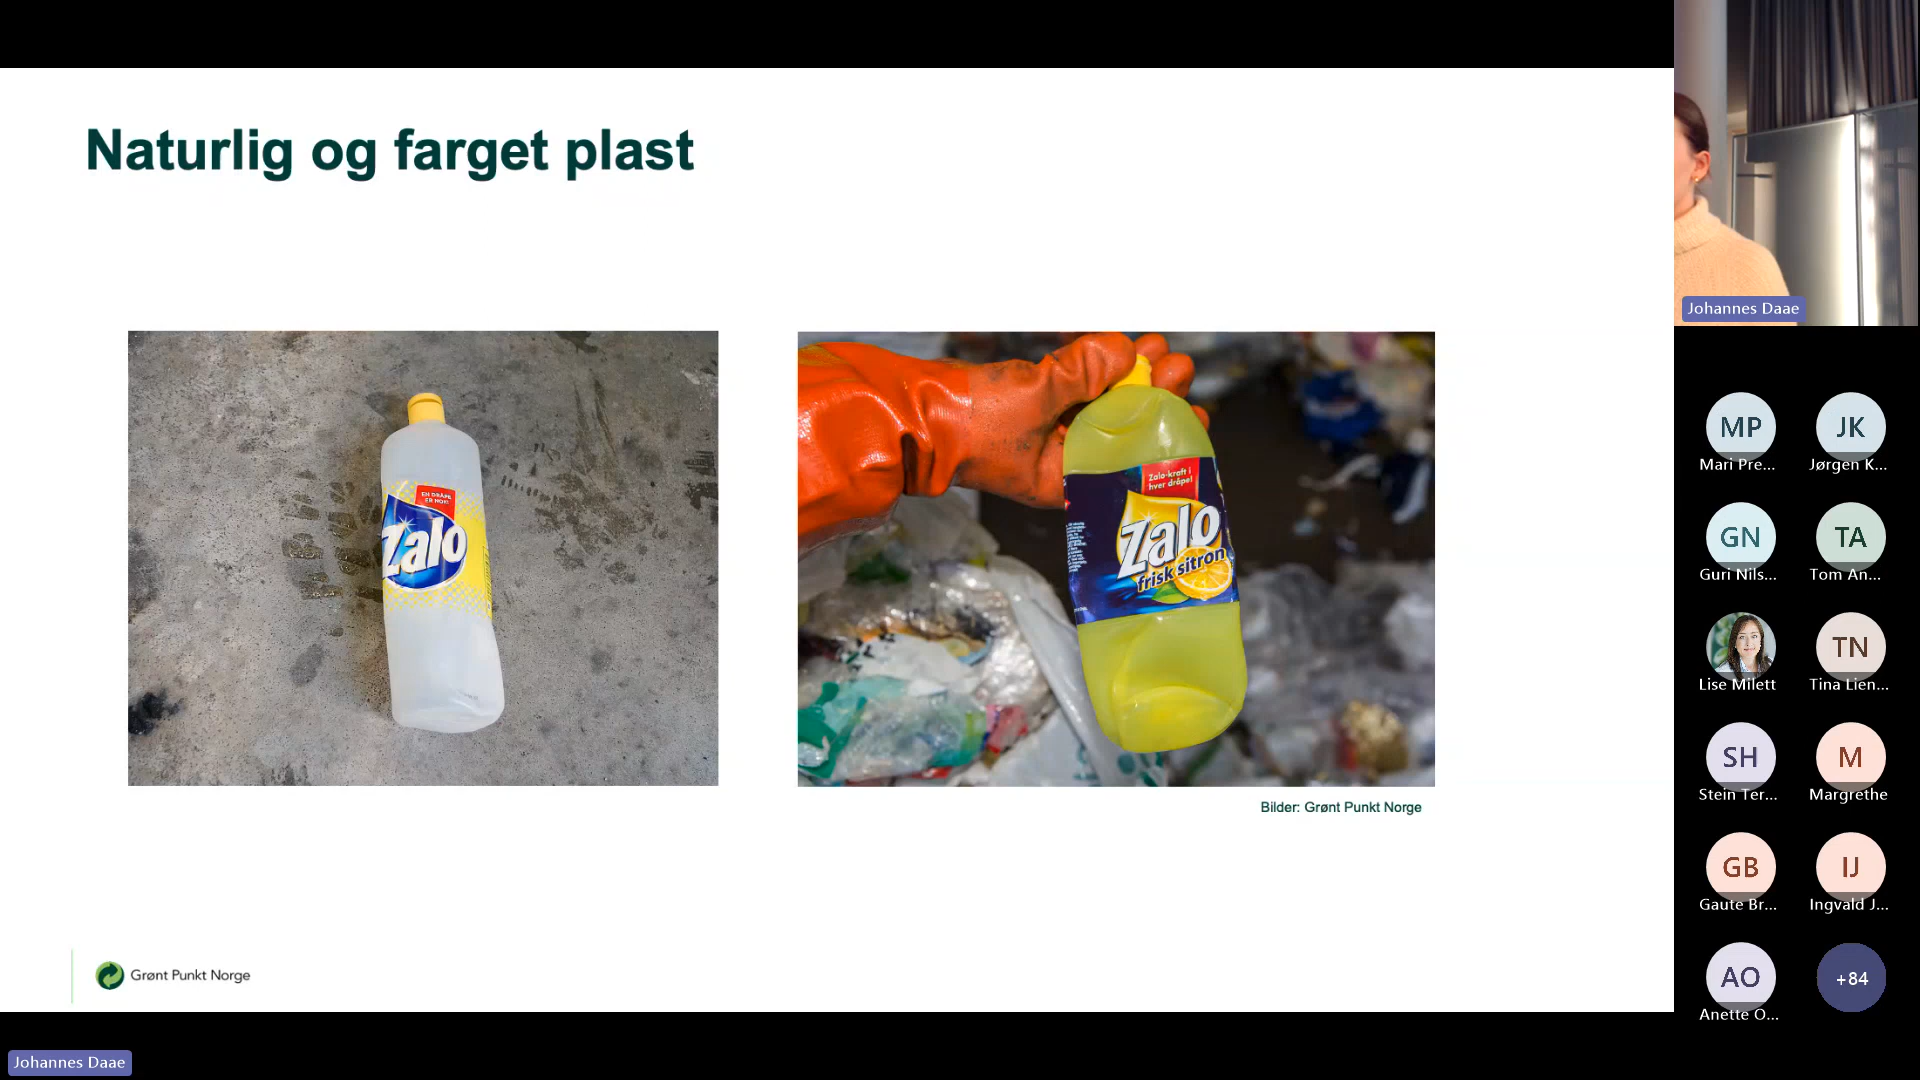 Naturlig og farget plast
EN DRÅPE
ER NOK!
Zalo
Zalo-kraft i
hver dråpe!
Zalo
frisk sitron
Bilder: Grønt Punkt Norge
Grønt Punkt Norge
Johannes Daae
Johannes Daae
MP
JK
Mari Pre...
Jørgen K...
GN
TA
Guri Nils...
Tom An...
Lise Milett
TN
Tina Lien...
SH
M
Stein Ter...
Margrethe
GB
IJ
Gaute Br...
Ingvald J...
AO
+84
Anette O...